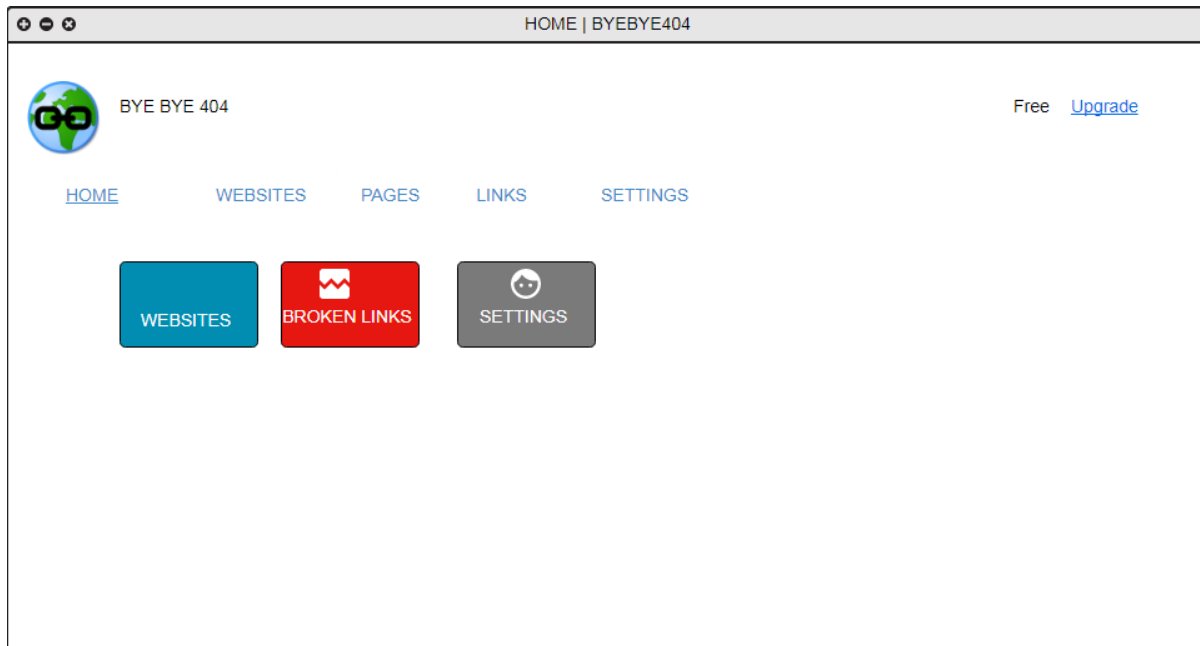 HOME | BYEBYE404
BYE BYE 404
Free Upgrade
HOME WEBSITES PAGES LINKS SETTINGS
WEBSITES BROKEN LINKS SETTINGS